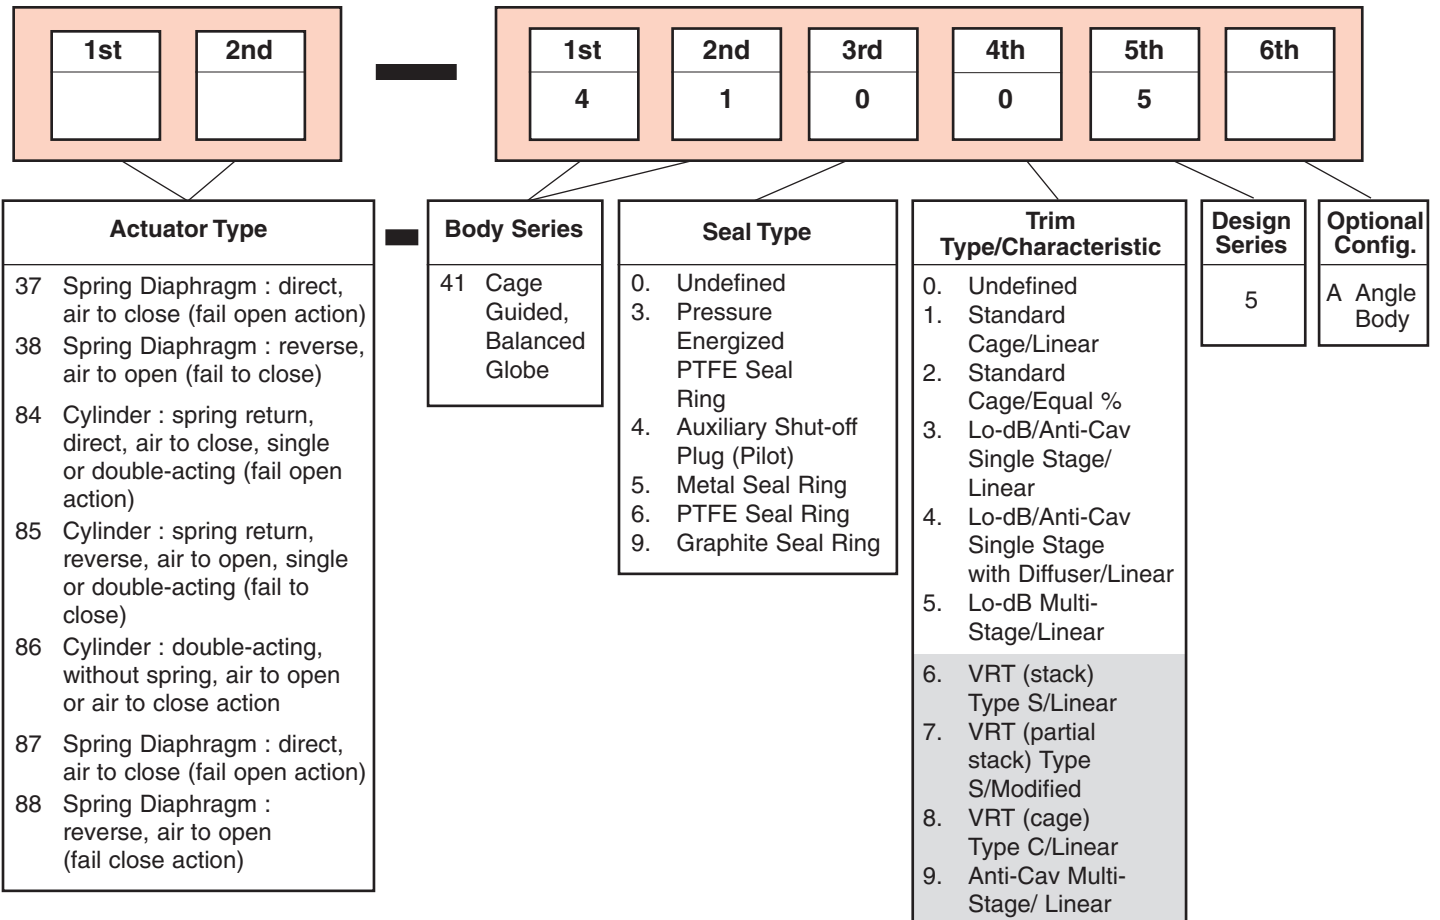 1st
2nd
1st
2nd
3rd
4th
5th
6th
4
1
0
0
5
Actuator Type
37 Spring Diaphragm : direct,
air to close (fail open action)
38 Spring Diaphragm : reverse,
air to open (fail to close)
84 Cylinder : spring return,
direct, air to close, single
or double-acting (fail open
action)
85 Cylinder : spring return,
reverse, air to open, single
or double-acting (fail to
close)
86 Cylinder : double-acting,
without spring, air to open
or air to close action
87 Spring Diaphragm : direct,
air to close (fail open action)
88 Spring Diaphragm :
reverse, air to open
(fail close action)
Body Series
41 Cage
Guided,
Balanced
Globe
Seal Type
0. Undefined
3. Pressure
Energized
PTFE Seal
Ring
4. Auxiliary Shut-off
Plug (Pilot)
5. Metal Seal Ring
6. PTFE Seal Ring
9. Graphite Seal Ring
Trim
Type/Characteristic
0. Undefined
1. Standard
Cage/Linear
2. Standard
Cage/Equal %
3. Lo-dB/Anti-Cav
Single Stage/
Linear
4. Lo-dB/Anti-Cav
Single Stage
with Diffuser/Linear
5. Lo-dB Multi-
Stage/Linear
6. VRT (stack)
Type S/Linear
7. VRT (partial
stack) Type
S/Modified
8. VRT (cage)
Type C/Linear
9. Anti-Cav Multi-
Stage/ Linear
Design
Series
5
Optional
Config.
A Angle
Body